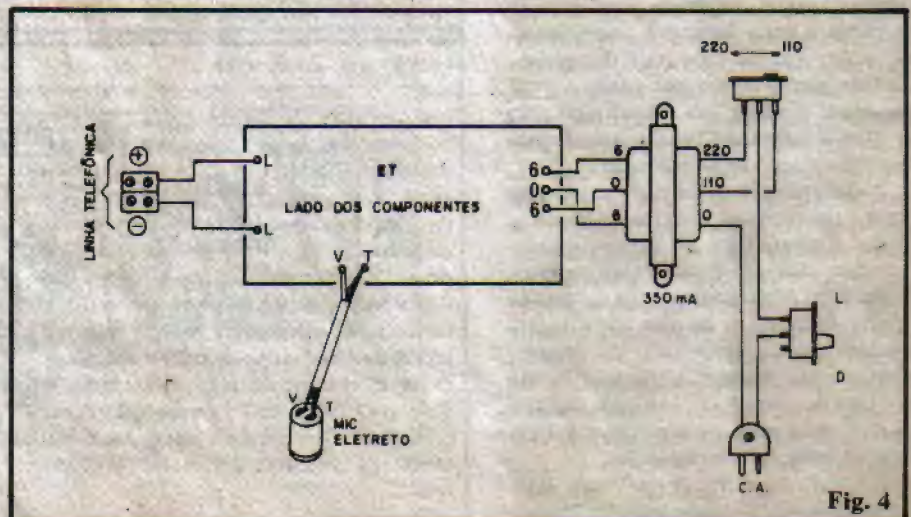 220 110
LINHA TELEFÔNICA
+
-
L
L
ET
LADO DOS COMPONENTES
6
0
6
6
0
6
220
110
0
350 mA
V T
V T
MIC
ELETRETO
L
D
C.A.
Fig. 4